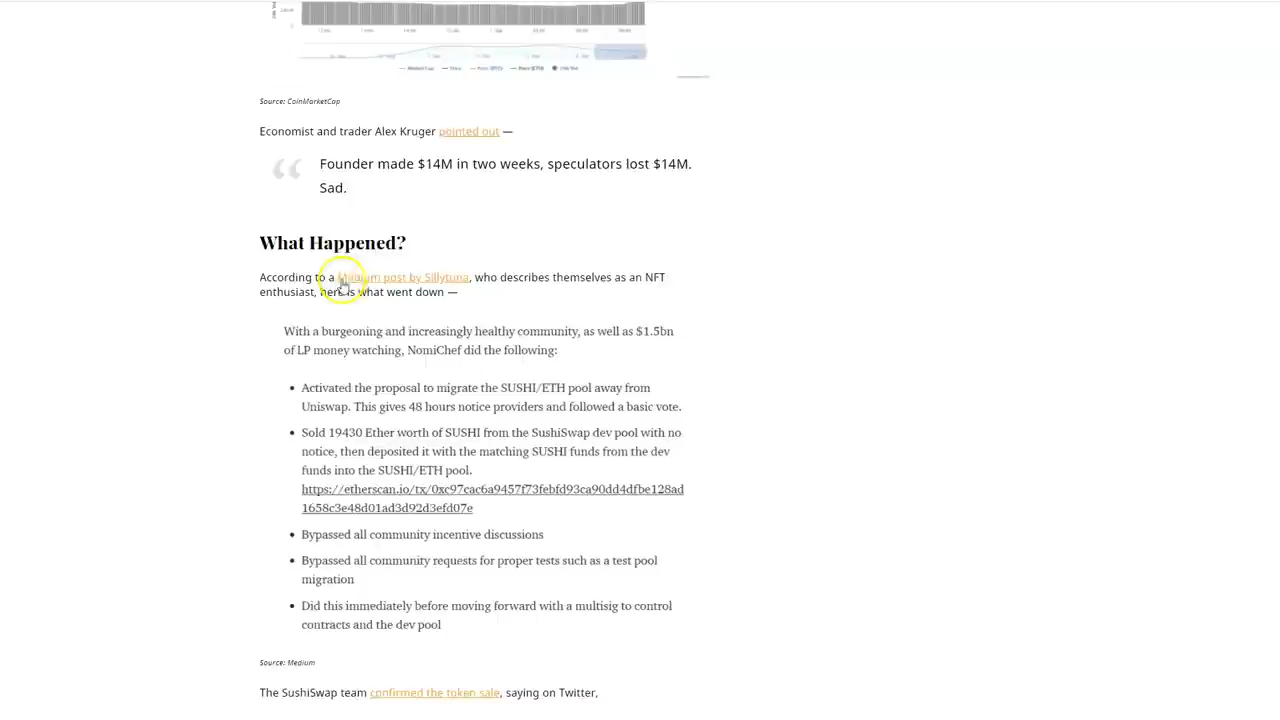 Source: CoinMarketCap
Economist and trader Alex Kruger pointed out —
Founder made $14M in two weeks, speculators lost $14M.
Sad.
What Happened?
According to a Medium post by Sillytuna, who describes themselves as an NFT
enthusiast, here is what went down —
With a burgeoning and increasingly healthy community, as well as $1.5bn
of LP money watching, NomiChef did the following:
• Activated the proposal to migrate the SUSHI/ETH pool away from
Uniswap. This gives 48 hours notice providers and followed a basic vote.
• Sold 19430 Ether worth of SUSHI from the SushiSwap dev pool with no
notice, then deposited it with the matching SUSHI funds from the dev
funds into the SUSHI/ETH pool.
https://etherscan.io/tx/0xc97cac6a9457f73febfd93ca90dd4dfbe128ad
1658c3e48d01ad3d92d3efd07e
• Bypassed all community incentive discussions
• Bypassed all community requests for proper tests such as a test pool
migration
• Did this immediately before moving forward with a multisig to control
contracts and the dev pool
Source: Medium
The SushiSwap team confirmed the token sale, saying on Twitter,